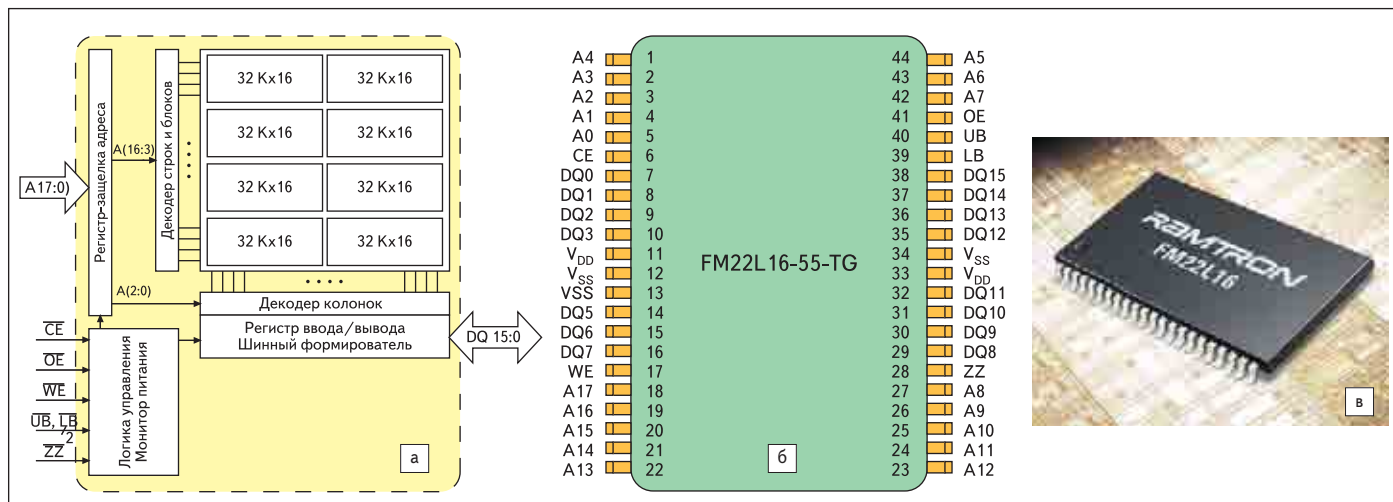 32 Kx16 32 Kx16
32 Kx16 32 Kx16
32 Kx16 32 Kx16
32 Kx16 32 Kx16
Регистр-защелка адреса
Декодер строк и блоков
A(16:3)
A17:0)
A(2:0)
Декодер колонок
Регистр ввода/вывода
Шинный формирователь
DQ 15:0
CE
OE
WE
UB, LB
2
ZZ
Логика управления
Монитор питания
а
FM22L16-55-TG
A4 1
A3 2
A2 3
A1 4
A0 5
CE 6
DQ0 7
DQ1 8
DQ2 9
DQ3 10
VDD 11
VSS 12
VSS 13
DQ5 14
DQ6 15
DQ7 16
WE 17
A17 18
A16 19
A15 20
A14 21
A13 22
44 A5
43 A6
42 A7
41 OE
40 UB
39 LB
38 DQ15
37 DQ14
36 DQ13
35 DQ12
34 VSS
33 VDD
32 DQ11
31 DQ10
30 DQ9
29 DQ8
28 ZZ
27 A8
26 A9
25 A10
24 A11
23 A12
б
RAMTRON
FM22L16
в